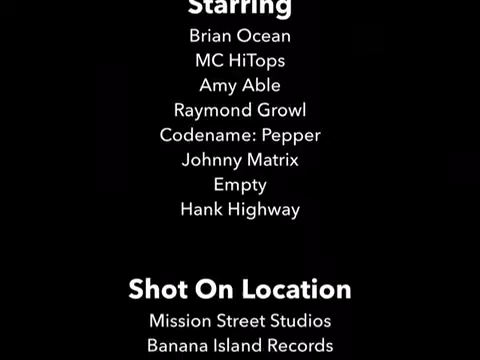 Starring
Brian Ocean
MC HiTops
Amy Able
Raymond Growl
Codename: Pepper
Johnny Matrix
Empty
Hank Highway
Shot On Location
Mission Street Studios
Banana Island Records